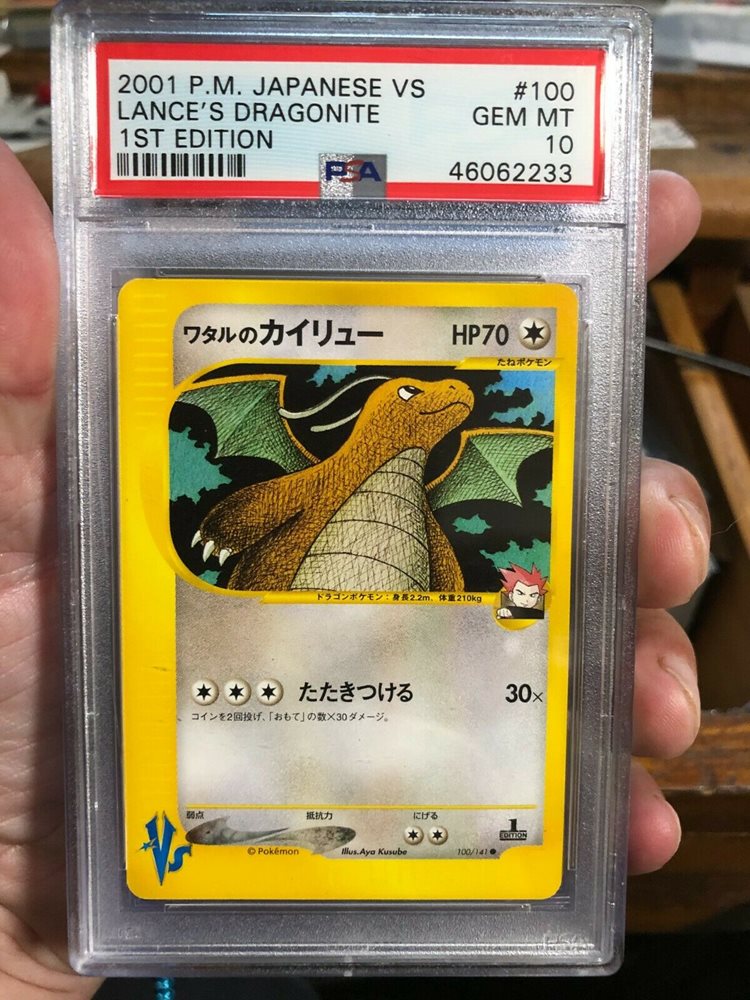 2001 P.M. JAPANESE VS #100
LANCE'S DRAGONITE GEM MT
1ST EDITION 10
PSA 46062233
ワタルのカイリュー HP70
たねポケモン
ドラゴンポケモン：身長2.2m、体重210kg
たたきつける 30×
コインを2回投げ、「おもて」の数×30ダメージ。
弱点 抵抗力 にげる
1
EDITION
VS
© Pokémon Illus.Aya Kusube 100/141